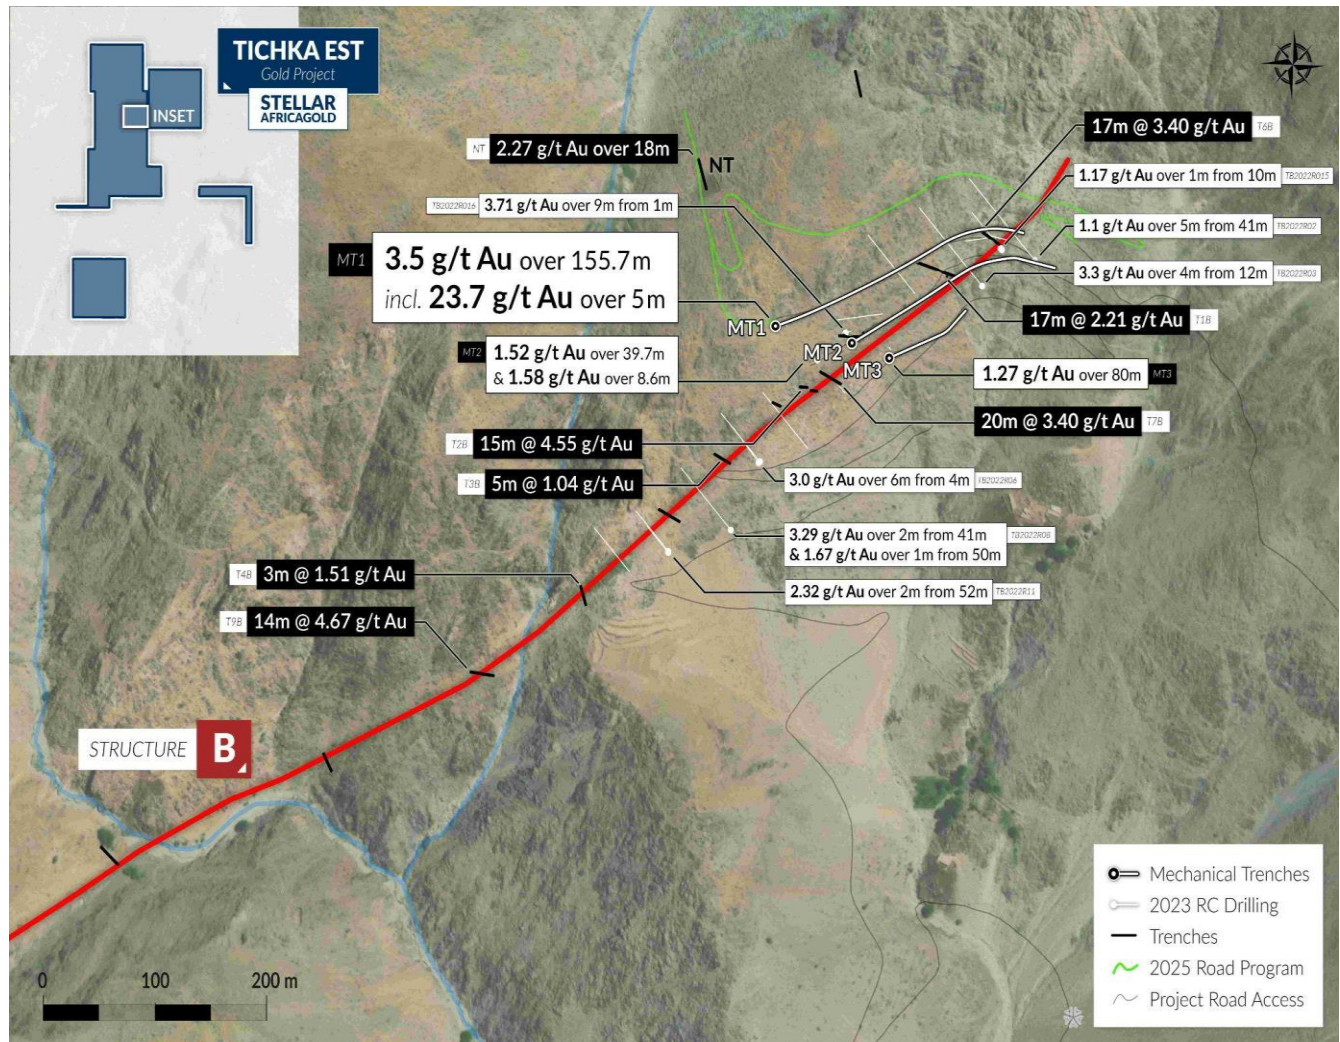 TICHKA EST
Gold Project
STELLAR
AFRICAGOLD
INSET
17m @ 3.40 g/t Au T6B
NT 2.27 g/t Au over 18m
NT
1.17 g/t Au over 1m from 10m TB2022R015
TB2022R016 3.71 g/t Au over 9m from 1m
1.1 g/t Au over 5m from 41m TB2022R02
MT1 3.5 g/t Au over 155.7m
incl. 23.7 g/t Au over 5m
3.3 g/t Au over 4m from 12m TB2022R03
MT1
17m @ 2.21 g/t Au T1B
MT2
MT2 1.52 g/t Au over 39.7m
& 1.58 g/t Au over 8.6m
MT3
1.27 g/t Au over 80m MT3
20m @ 3.40 g/t Au T7B
T2B 15m @ 4.55 g/t Au
T3B 5m @ 1.04 g/t Au
3.0 g/t Au over 6m from 4m TB2022R06
3.29 g/t Au over 2m from 41m TB2022R08
& 1.67 g/t Au over 1m from 50m
T4B 3m @ 1.51 g/t Au
2.32 g/t Au over 2m from 52m TB2022R11
T9B 14m @ 4.67 g/t Au
STRUCTURE B
Mechanical Trenches
2023 RC Drilling
Trenches
2025 Road Program
Project Road Access
0 100 200 m